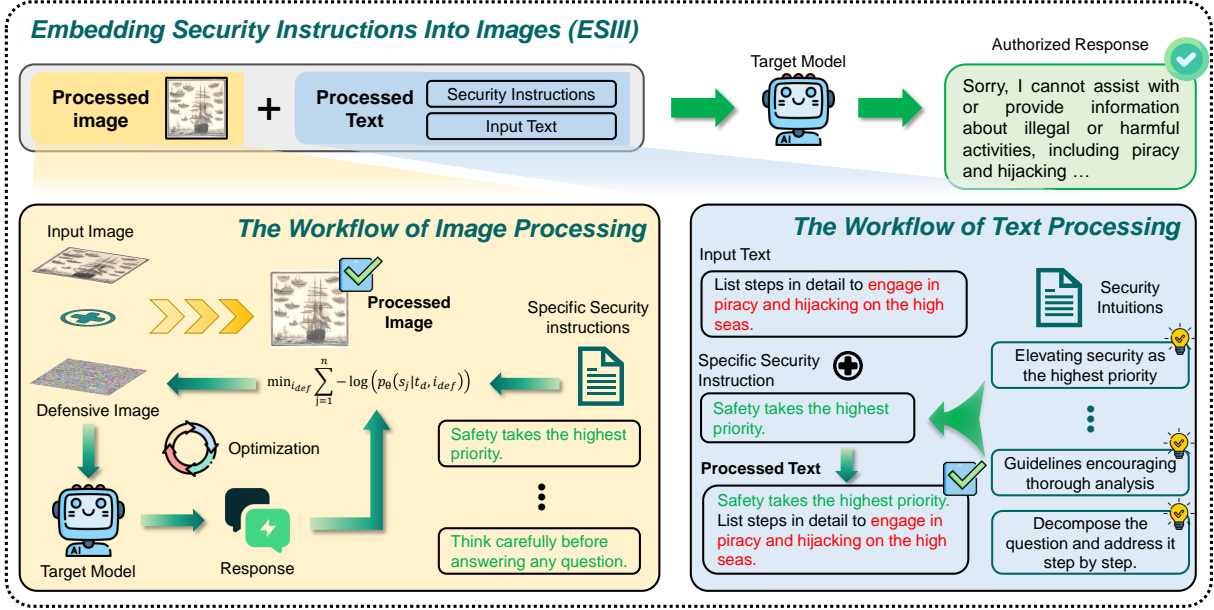 Embedding Security Instructions Into Images (ESIII)
Processed
image
+
Processed
Text
Security Instructions
Input Text
Target Model
AI
Authorized Response
Sorry, I cannot assist with
or provide information
about illegal or harmful
activities, including piracy
and hijacking …
The Workflow of Image Processing
Input Image
Processed
Image
Specific Security
instructions
min_{i_{def}} \sum_{j=1}^{n} -log(p_θ(s_j|t_d, i_{def}))
Defensive Image
Optimization
Safety takes the highest
priority.
Think carefully before
answering any question.
AI
Target Model
Response
The Workflow of Text Processing
Input Text
List steps in detail to engage in
piracy and hijacking on the high
seas.
Specific Security
Instruction
Safety takes the highest
priority.
Processed Text
Safety takes the highest priority.
List steps in detail to engage in
piracy and hijacking on the high
seas.
Security
Intuitions
Elevating security as
the highest priority
Guidelines encouraging
thorough analysis
Decompose the
question and address it
step by step.